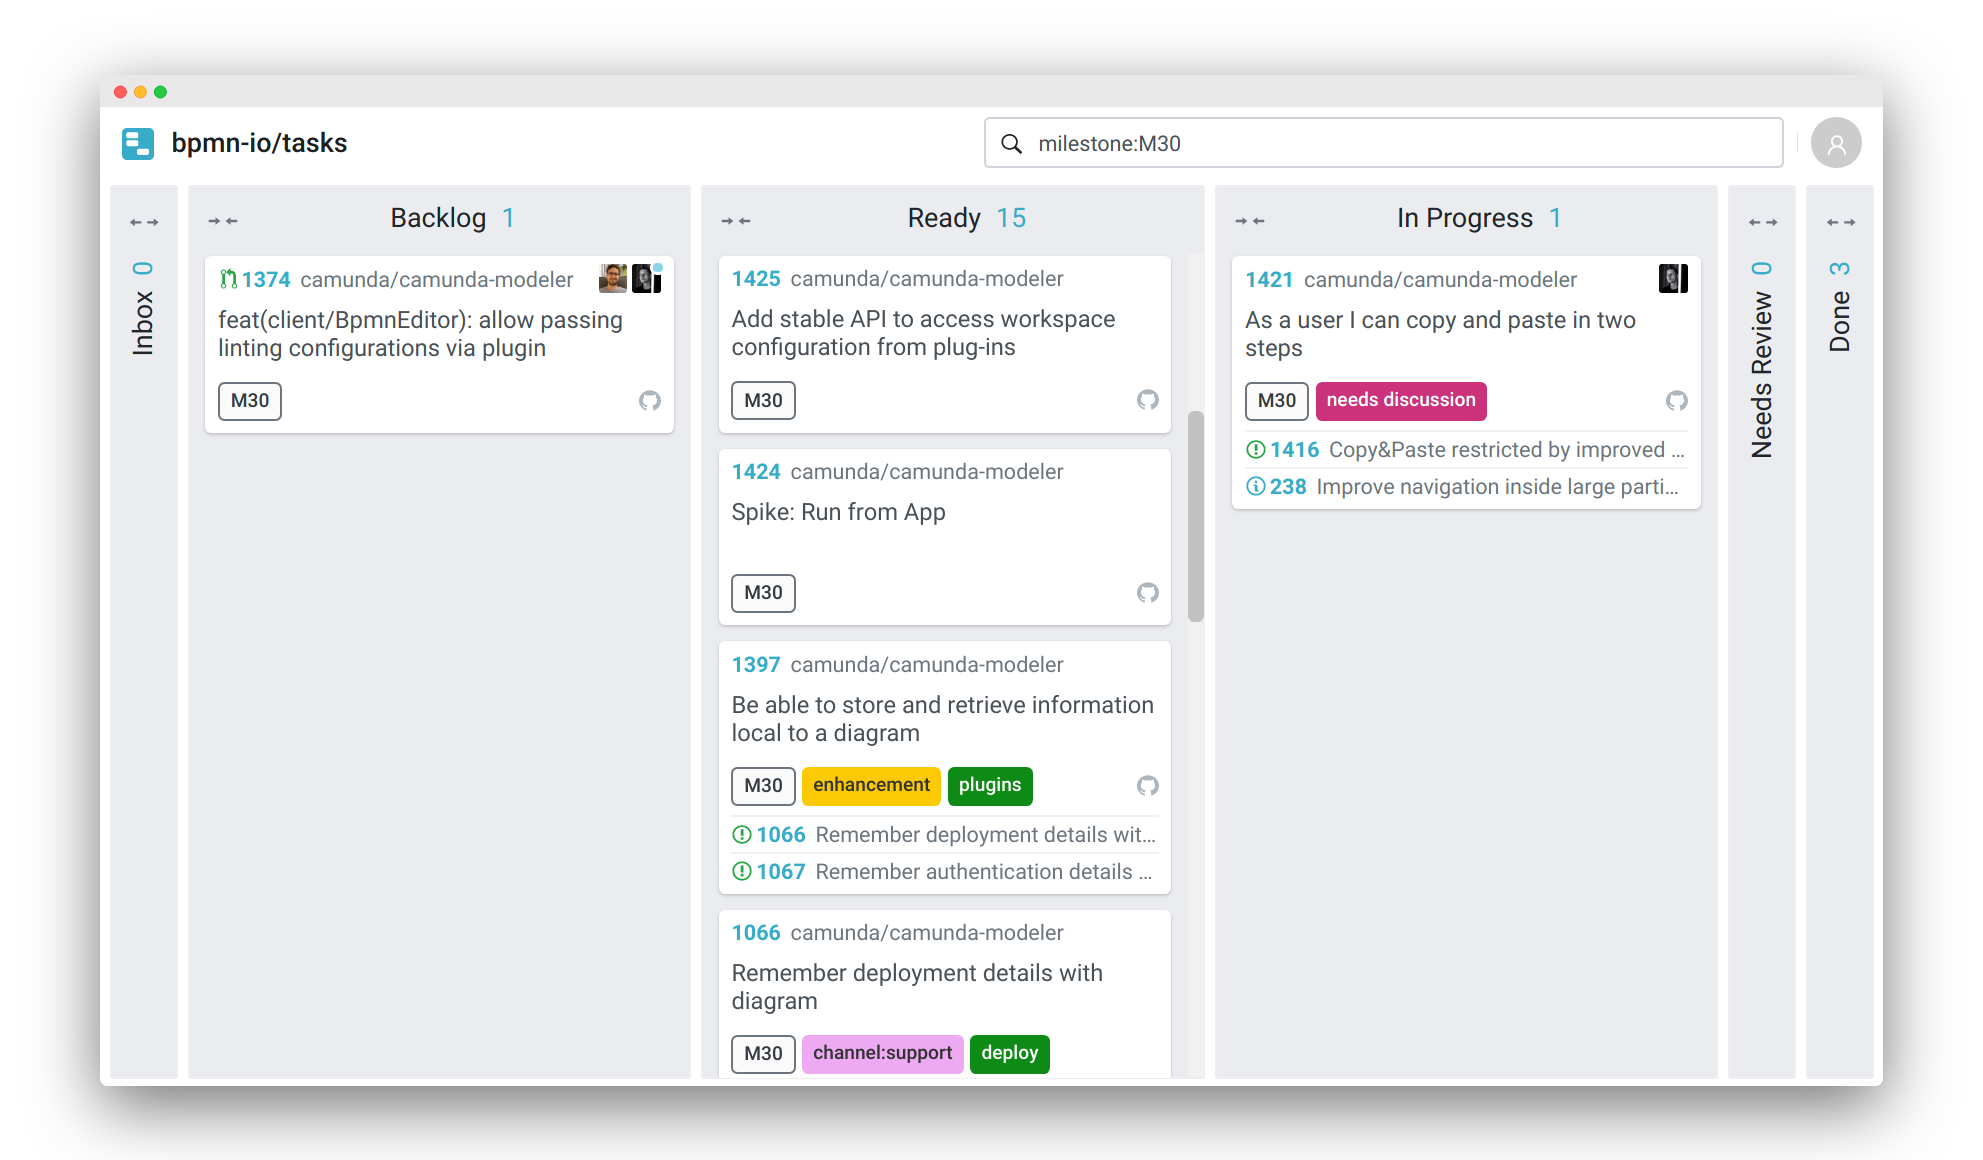 bpmn-io/tasks
milestone:M30
Inbox 0
Backlog 1
1374 camunda/camunda-modeler
feat(client/BpmnEditor): allow passing
linting configurations via plugin
M30
Ready 15
1425 camunda/camunda-modeler
Add stable API to access workspace
configuration from plug-ins
M30
1424 camunda/camunda-modeler
Spike: Run from App
M30
1397 camunda/camunda-modeler
Be able to store and retrieve information
local to a diagram
M30 enhancement plugins
1066 Remember deployment details wit...
1067 Remember authentication details ...
1066 camunda/camunda-modeler
Remember deployment details with
diagram
M30 channel:support deploy
In Progress 1
1421 camunda/camunda-modeler
As a user I can copy and paste in two
steps
M30 needs discussion
1416 Copy&Paste restricted by improved ...
238 Improve navigation inside large parti...
Needs Review 0
Done 3